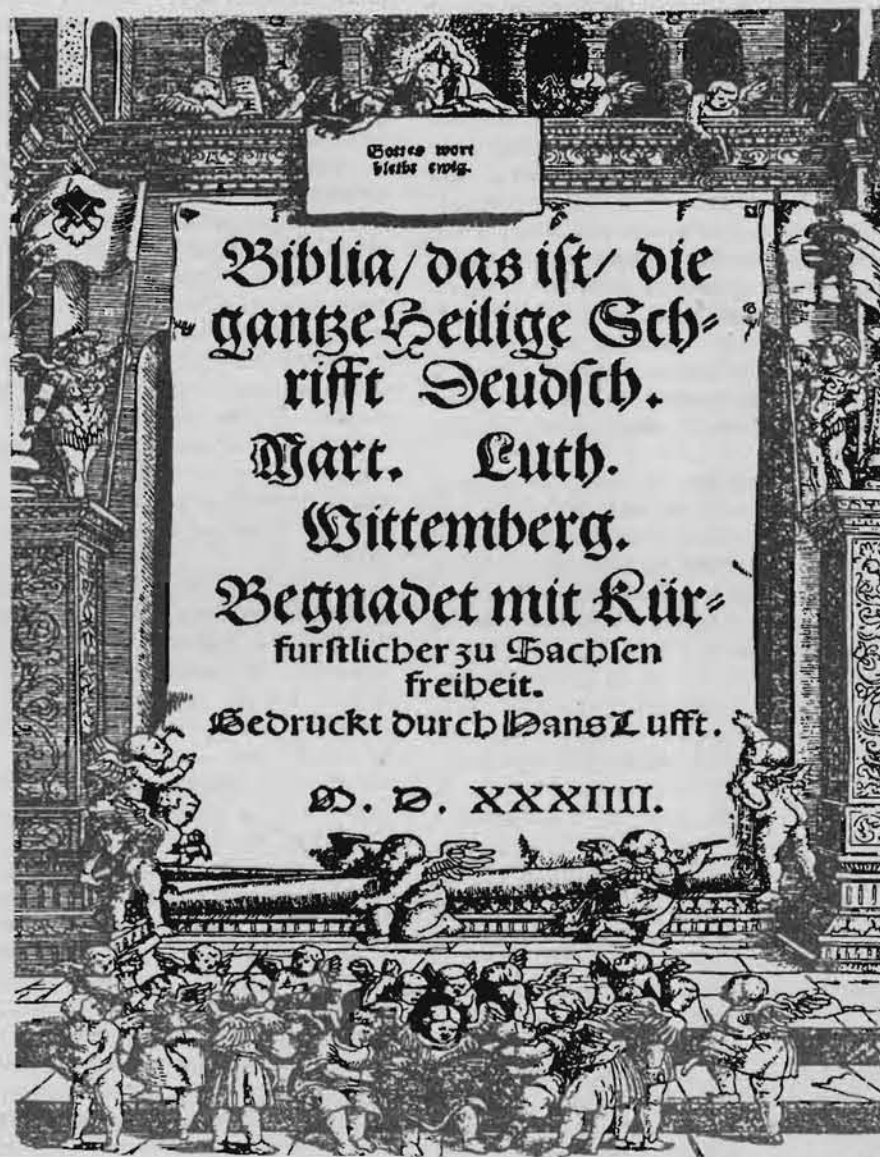 Gottes wort
bleibt ewig.
Biblia/ das ist/ die
gantze Heilige Sch⸗
rifft Deudsch.
Mart. Luth.
Wittemberg.
Begnadet mit Kür⸗
furstlicher zu Sachsen
freiheit.
Gedruckt durch Hans Lufft.
M. D. XXXIIII.